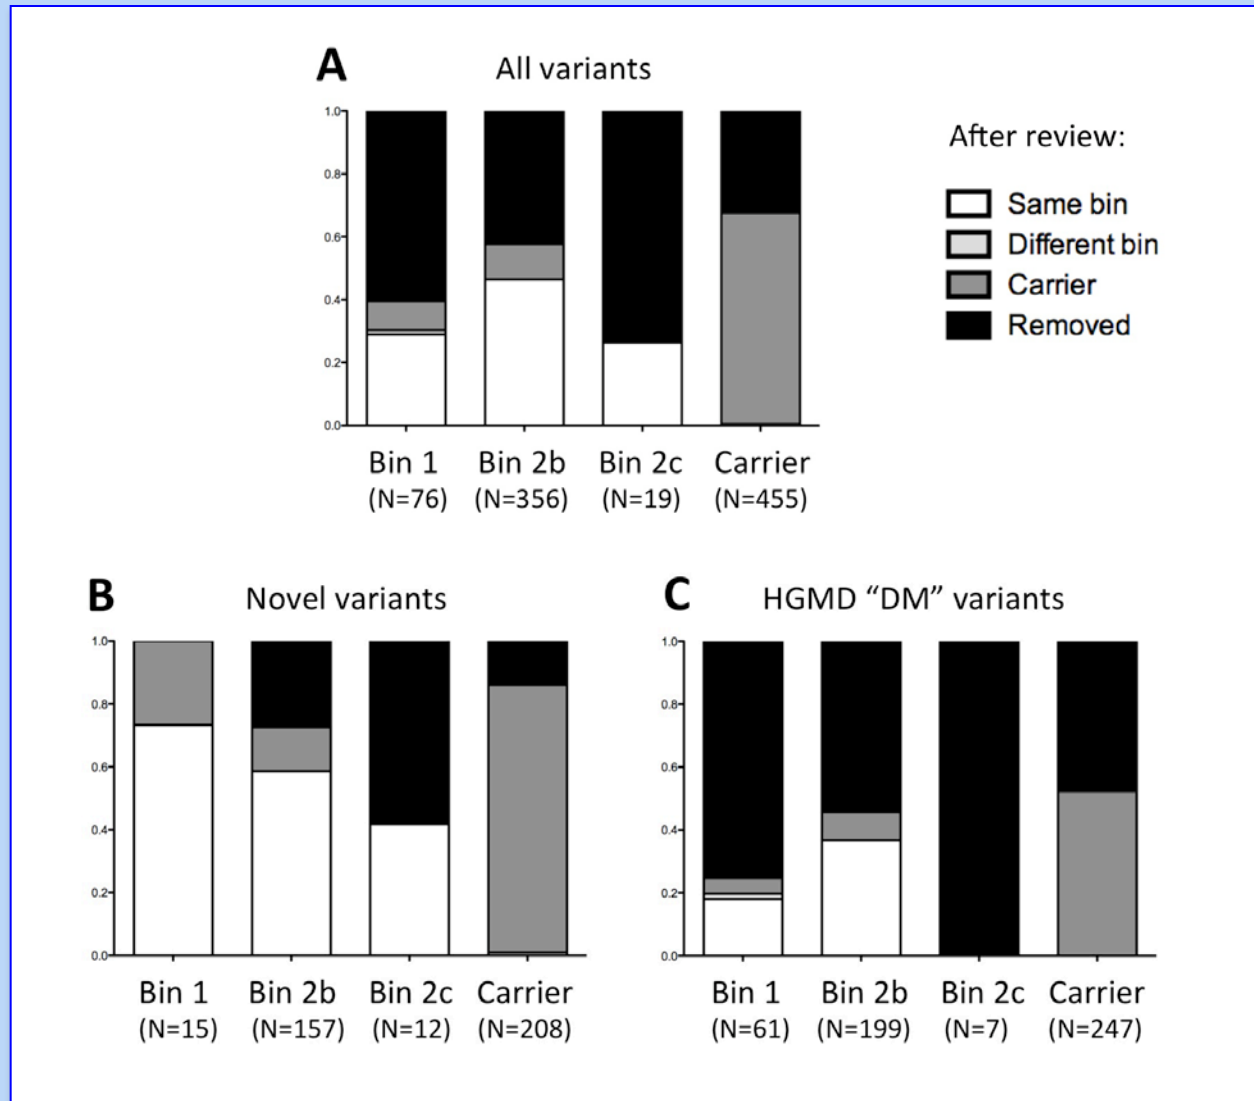 A All variants
1.0
0.8
0.6
0.4
0.2
0.0
Bin 1 Bin 2b Bin 2c Carrier
(N=76) (N=356) (N=19) (N=455)
After review:
Same bin
Different bin
Carrier
Removed
B Novel variants
1.0
0.8
0.6
0.4
0.2
0.0
Bin 1 Bin 2b Bin 2c Carrier
(N=15) (N=157) (N=12) (N=208)
C HGMD “DM” variants
1.0
0.8
0.6
0.4
0.2
0.0
Bin 1 Bin 2b Bin 2c Carrier
(N=61) (N=199) (N=7) (N=247)